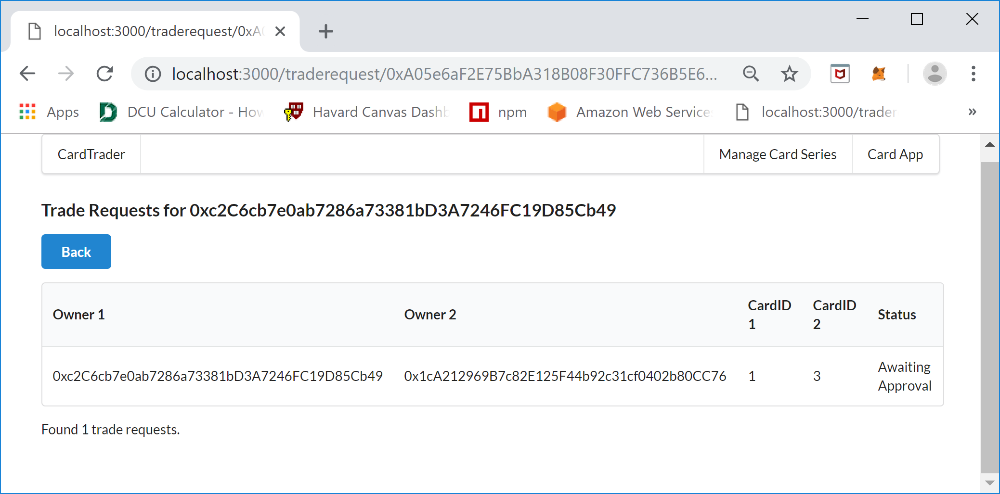 localhost:3000/traderequest/0xA
localhost:3000/traderequest/0xA05e6aF2E75BbA318B08F30FFC736B5E6...
Apps DCU Calculator - How Havard Canvas Dashb npm Amazon Web Services localhost:3000/trader »
CardTrader Manage Card Series Card App
Trade Requests for 0xc2C6cb7e0ab7286a73381bD3A7246FC19D85Cb49
Back
Owner 1 Owner 2 CardID 1 CardID 2 Status
0xc2C6cb7e0ab7286a73381bD3A7246FC19D85Cb49 0x1cA212969B7c82E125F44b92c31cf0402b80CC76 1 3 Awaiting Approval
Found 1 trade requests.